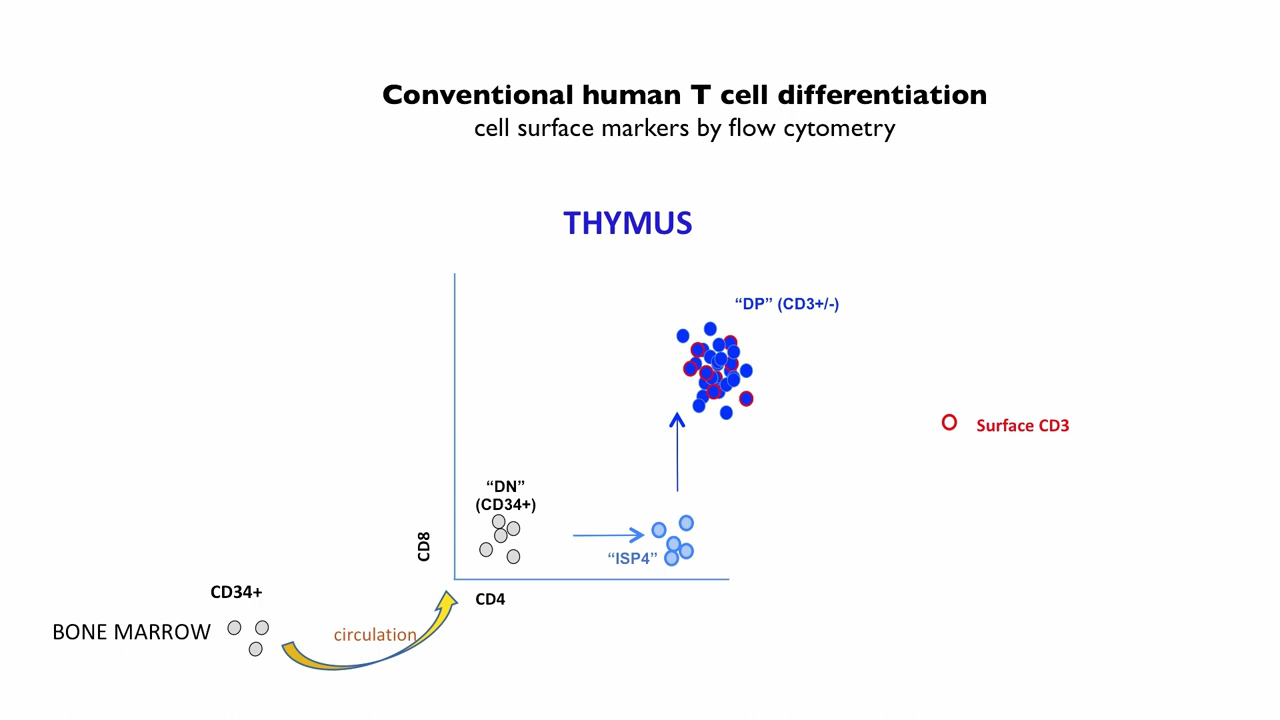 Conventional human T cell differentiation
cell surface markers by flow cytometry
THYMUS
“DP” (CD3+/-)
Surface CD3
“DN”
(CD34+)
CD8
“ISP4”
CD4
CD34+
BONE MARROW
circulation